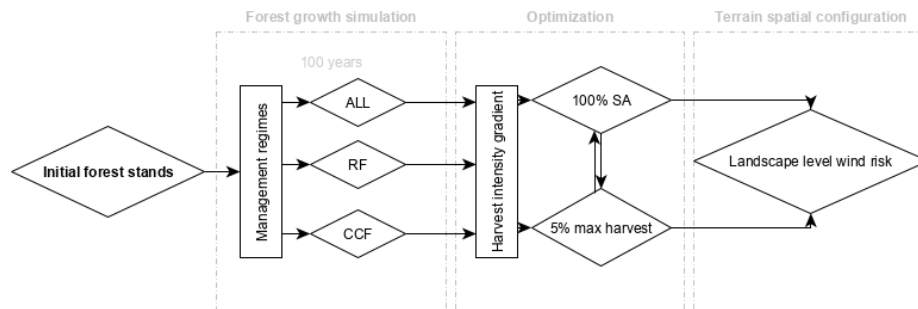 Forest growth simulation
Optimization
Terrain spatial configuration
100 years
Initial forest stands
Management regimes
ALL
RF
CCF
Harvest intensity gradient
100% SA
5% max harvest
Landscape level wind risk